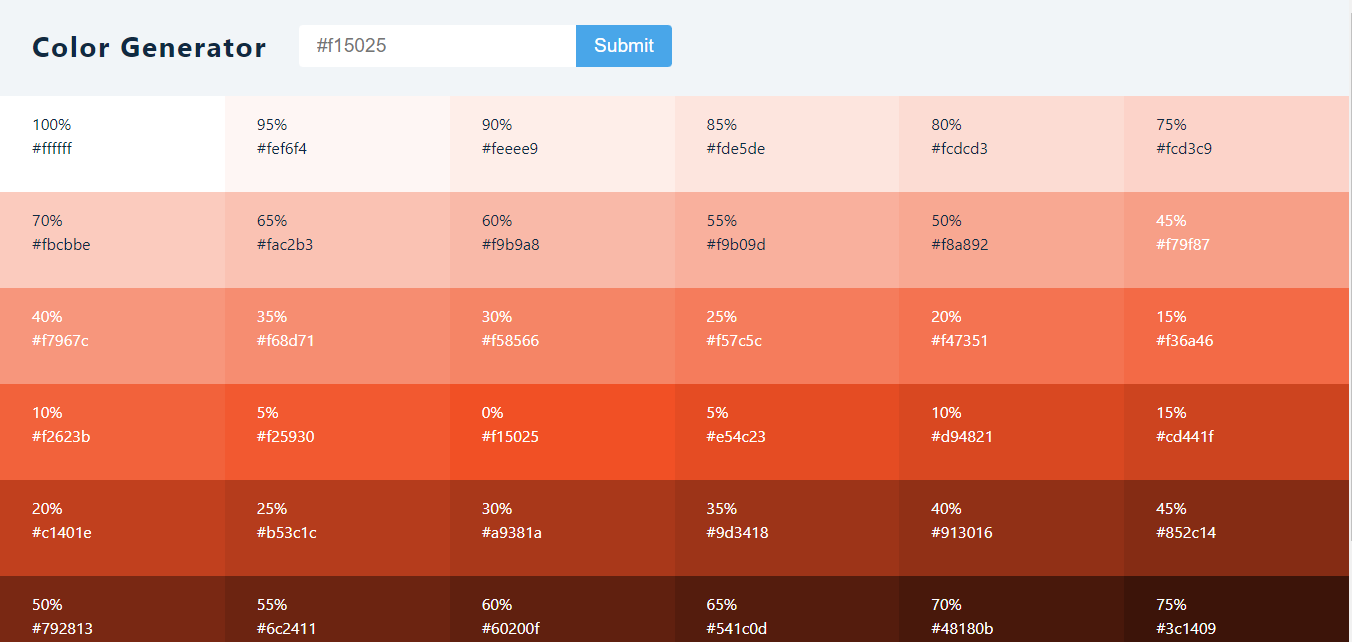 Color Generator
#f15025
Submit
100%
#ffffff
95%
#fef6f4
90%
#feeee9
85%
#fde5de
80%
#fcdcd3
75%
#fcd3c9
70%
#fbcbbe
65%
#fac2b3
60%
#f9b9a8
55%
#f9b09d
50%
#f8a892
45%
#f79f87
40%
#f7967c
35%
#f68d71
30%
#f58566
25%
#f57c5c
20%
#f47351
15%
#f36a46
10%
#f2623b
5%
#f25930
0%
#f15025
5%
#e54c23
10%
#d94821
15%
#cd441f
20%
#c1401e
25%
#b53c1c
30%
#a9381a
35%
#9d3418
40%
#913016
45%
#852c14
50%
#792813
55%
#6c2411
60%
#60200f
65%
#541c0d
70%
#48180b
75%
#3c1409